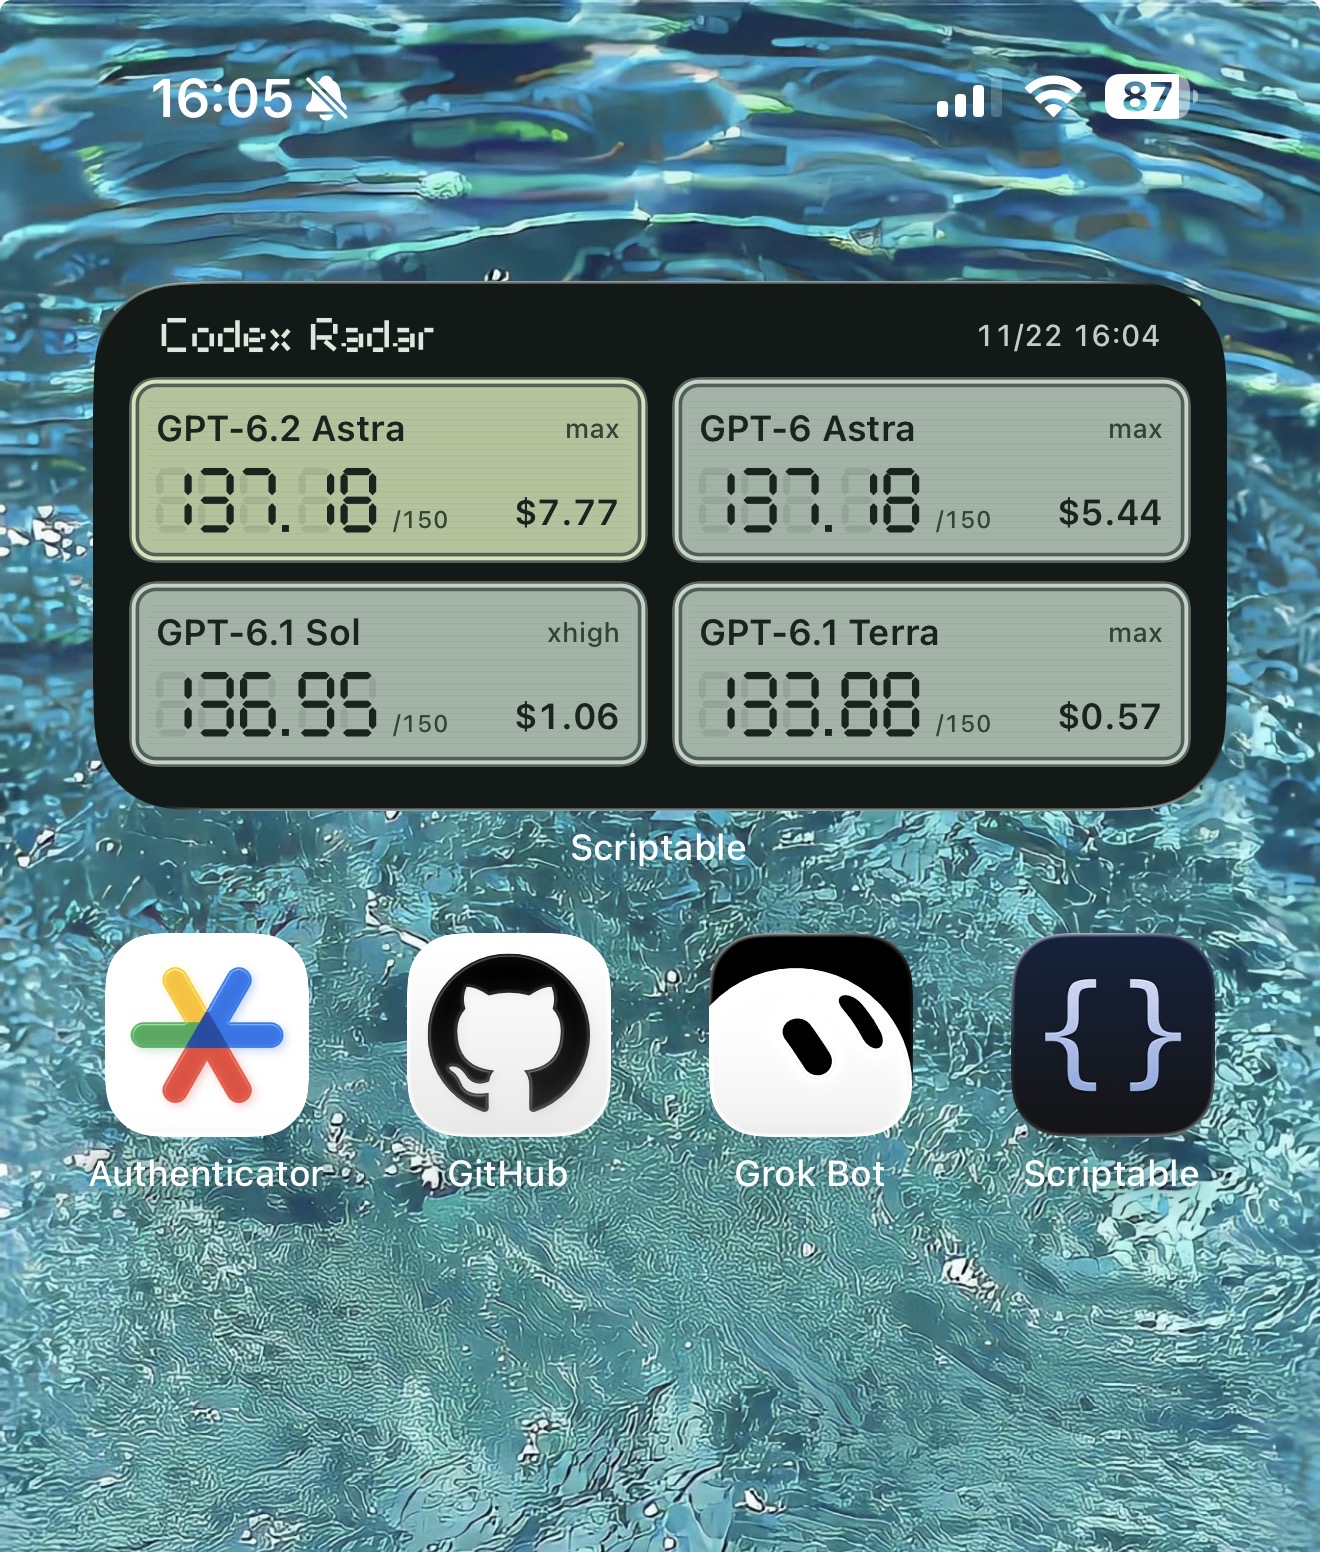 16:05
87
Codex Radar
11/22 16:04
GPT-6.2 Astra max
137.18 /150 $7.77
GPT-6 Astra max
137.18 /150 $5.44
GPT-6.1 Sol xhigh
136.95 /150 $1.06
GPT-6.1 Terra max
133.88 /150 $0.57
Scriptable
Authenticator
GitHub
Grok Bot
Scriptable